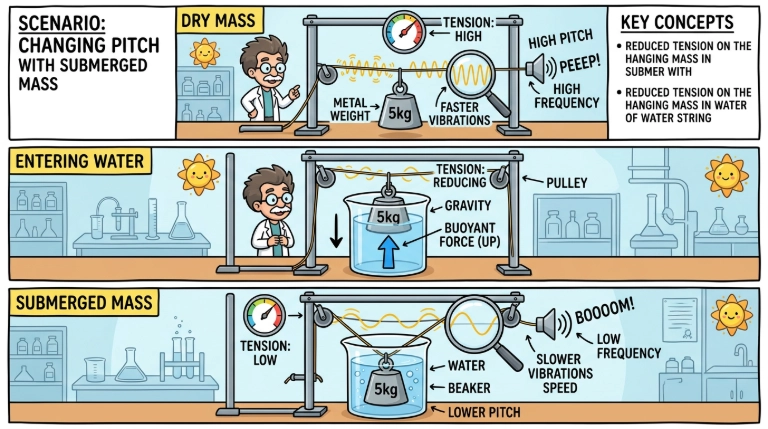 SCENARIO:
CHANGING PITCH
WITH SUBMERGED
MASS
DRY MASS
TENSION:
HIGH
HIGH PITCH
PEEEP!
HIGH
FREQUENCY
METAL
WEIGHT
5kg
FASTER
VIBRATIONS
KEY CONCEPTS
• REDUCED TENSION ON THE
HANGING MASS IN
SUBMER WITH
• REDUCED TENSION ON THE
HANGING MASS IN WATER
OF WATER STRING
ENTERING WATER
TENSION:
REDUCING
PULLEY
5kg
GRAVITY
BUOYANT
FORCE (UP)
SUBMERGED MASS
TENSION:
LOW
BOOOOM!
LOW
FREQUENCY
SLOWER
VIBRATIONS
SPEED
5kg
WATER
BEAKER
LOWER PITCH